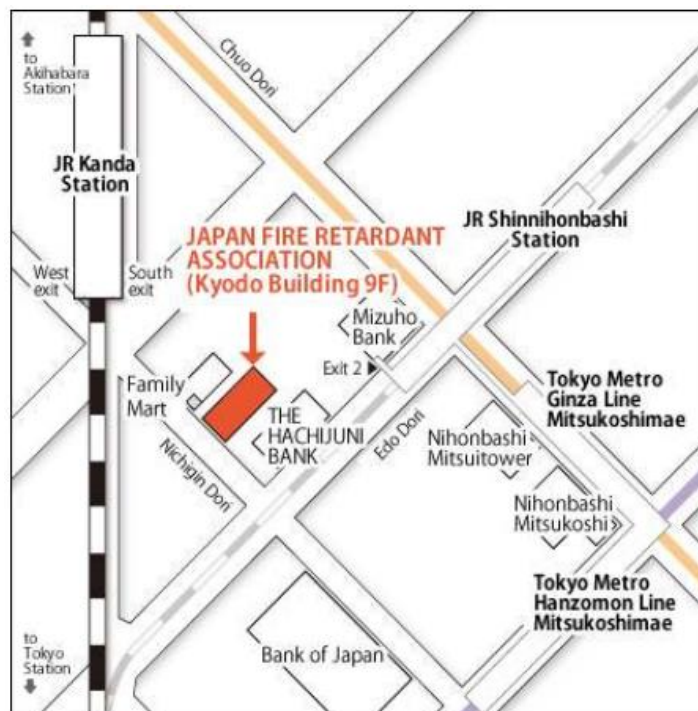 to
Akihabara
Station
Chuo Dori
JR Kanda
Station
JR Shinnihonbashi
Station
West
exit
South
exit
JAPAN FIRE RETARDANT
ASSOCIATION
(Kyodo Building 9F)
Mizuho
Bank
Exit 2
Family
Mart
THE
HACHIJUNI
BANK
Edo Dori
Nichigin Dori
Tokyo Metro
Ginza Line
Mitsukoshimae
Nihonbashi
Mitsuitower
Nihonbashi
Mitsukoshi
Tokyo Metro
Hanzomon Line
Mitsukoshimae
Bank of Japan
to
Tokyo
Station